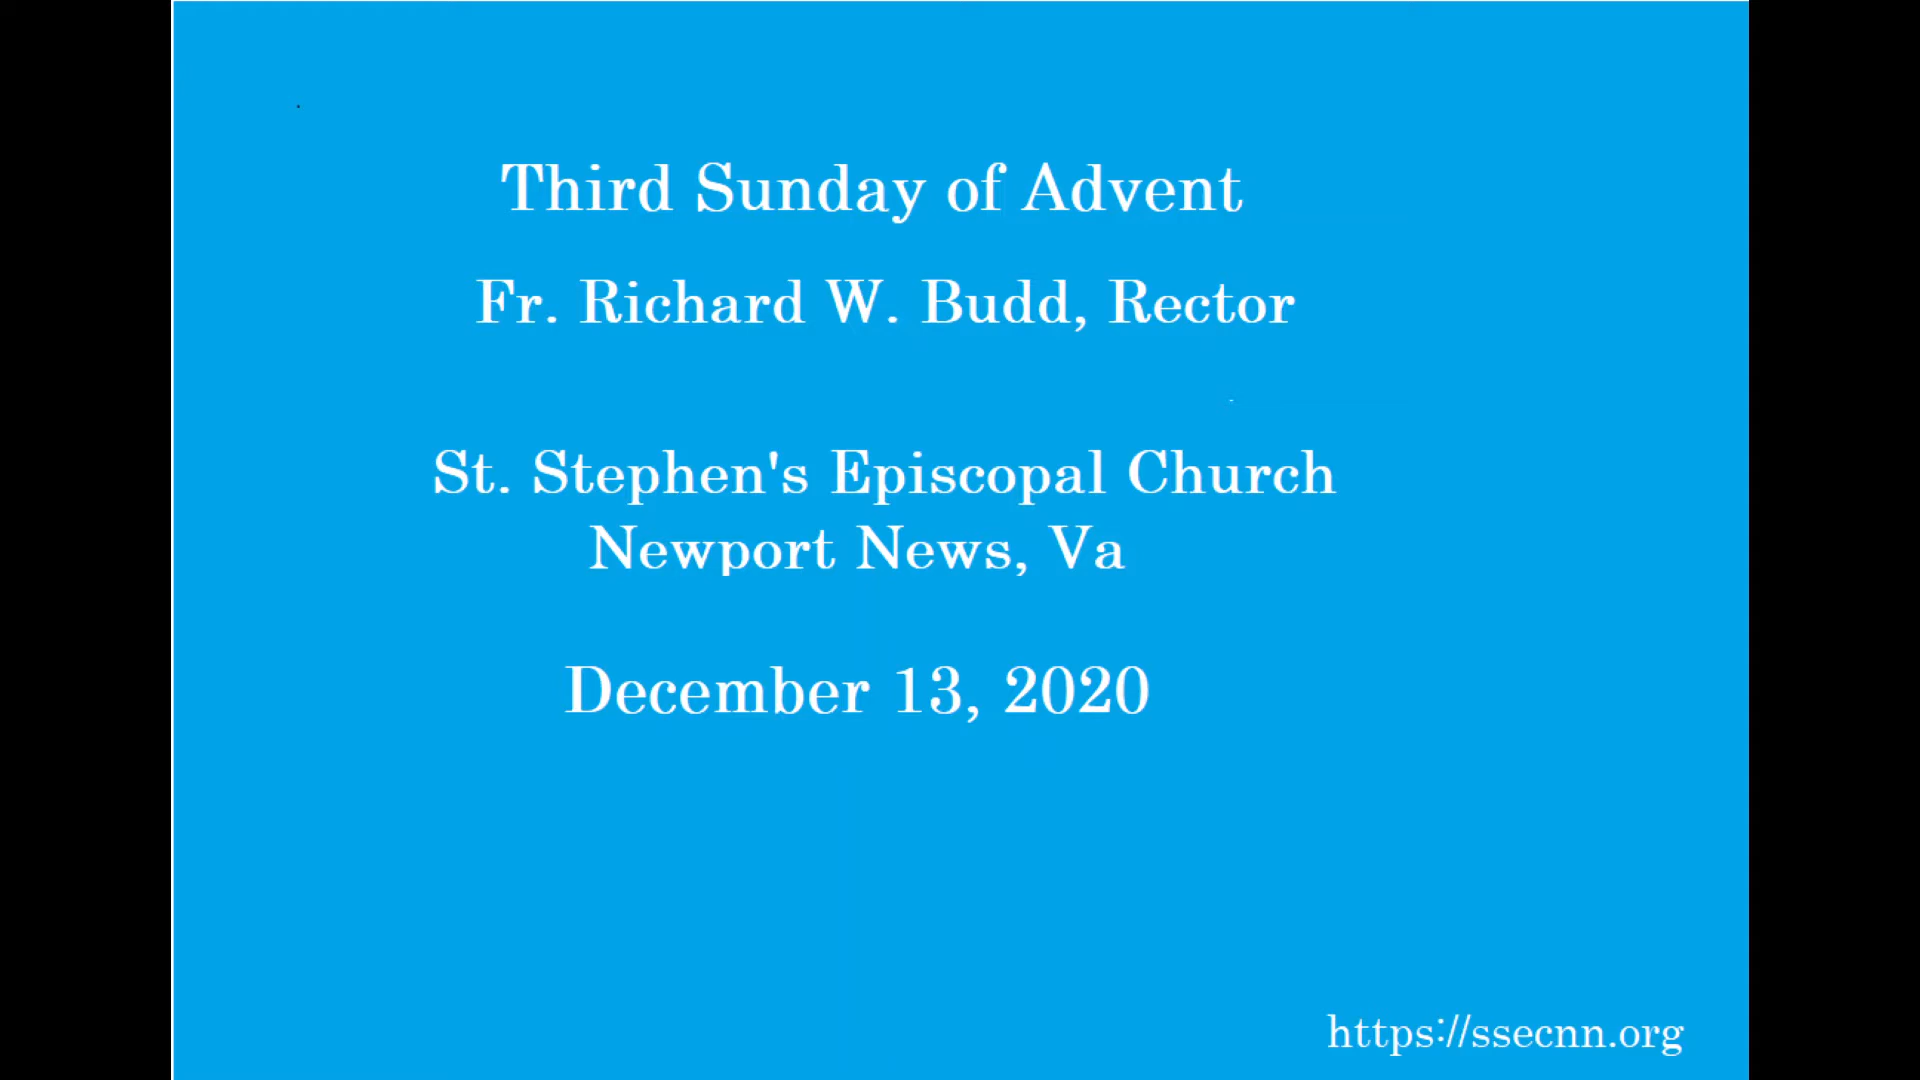 Third Sunday of Advent
Fr. Richard W. Budd, Rector
St. Stephen's Episcopal Church
Newport News, Va
December 13, 2020
https://ssecnn.org